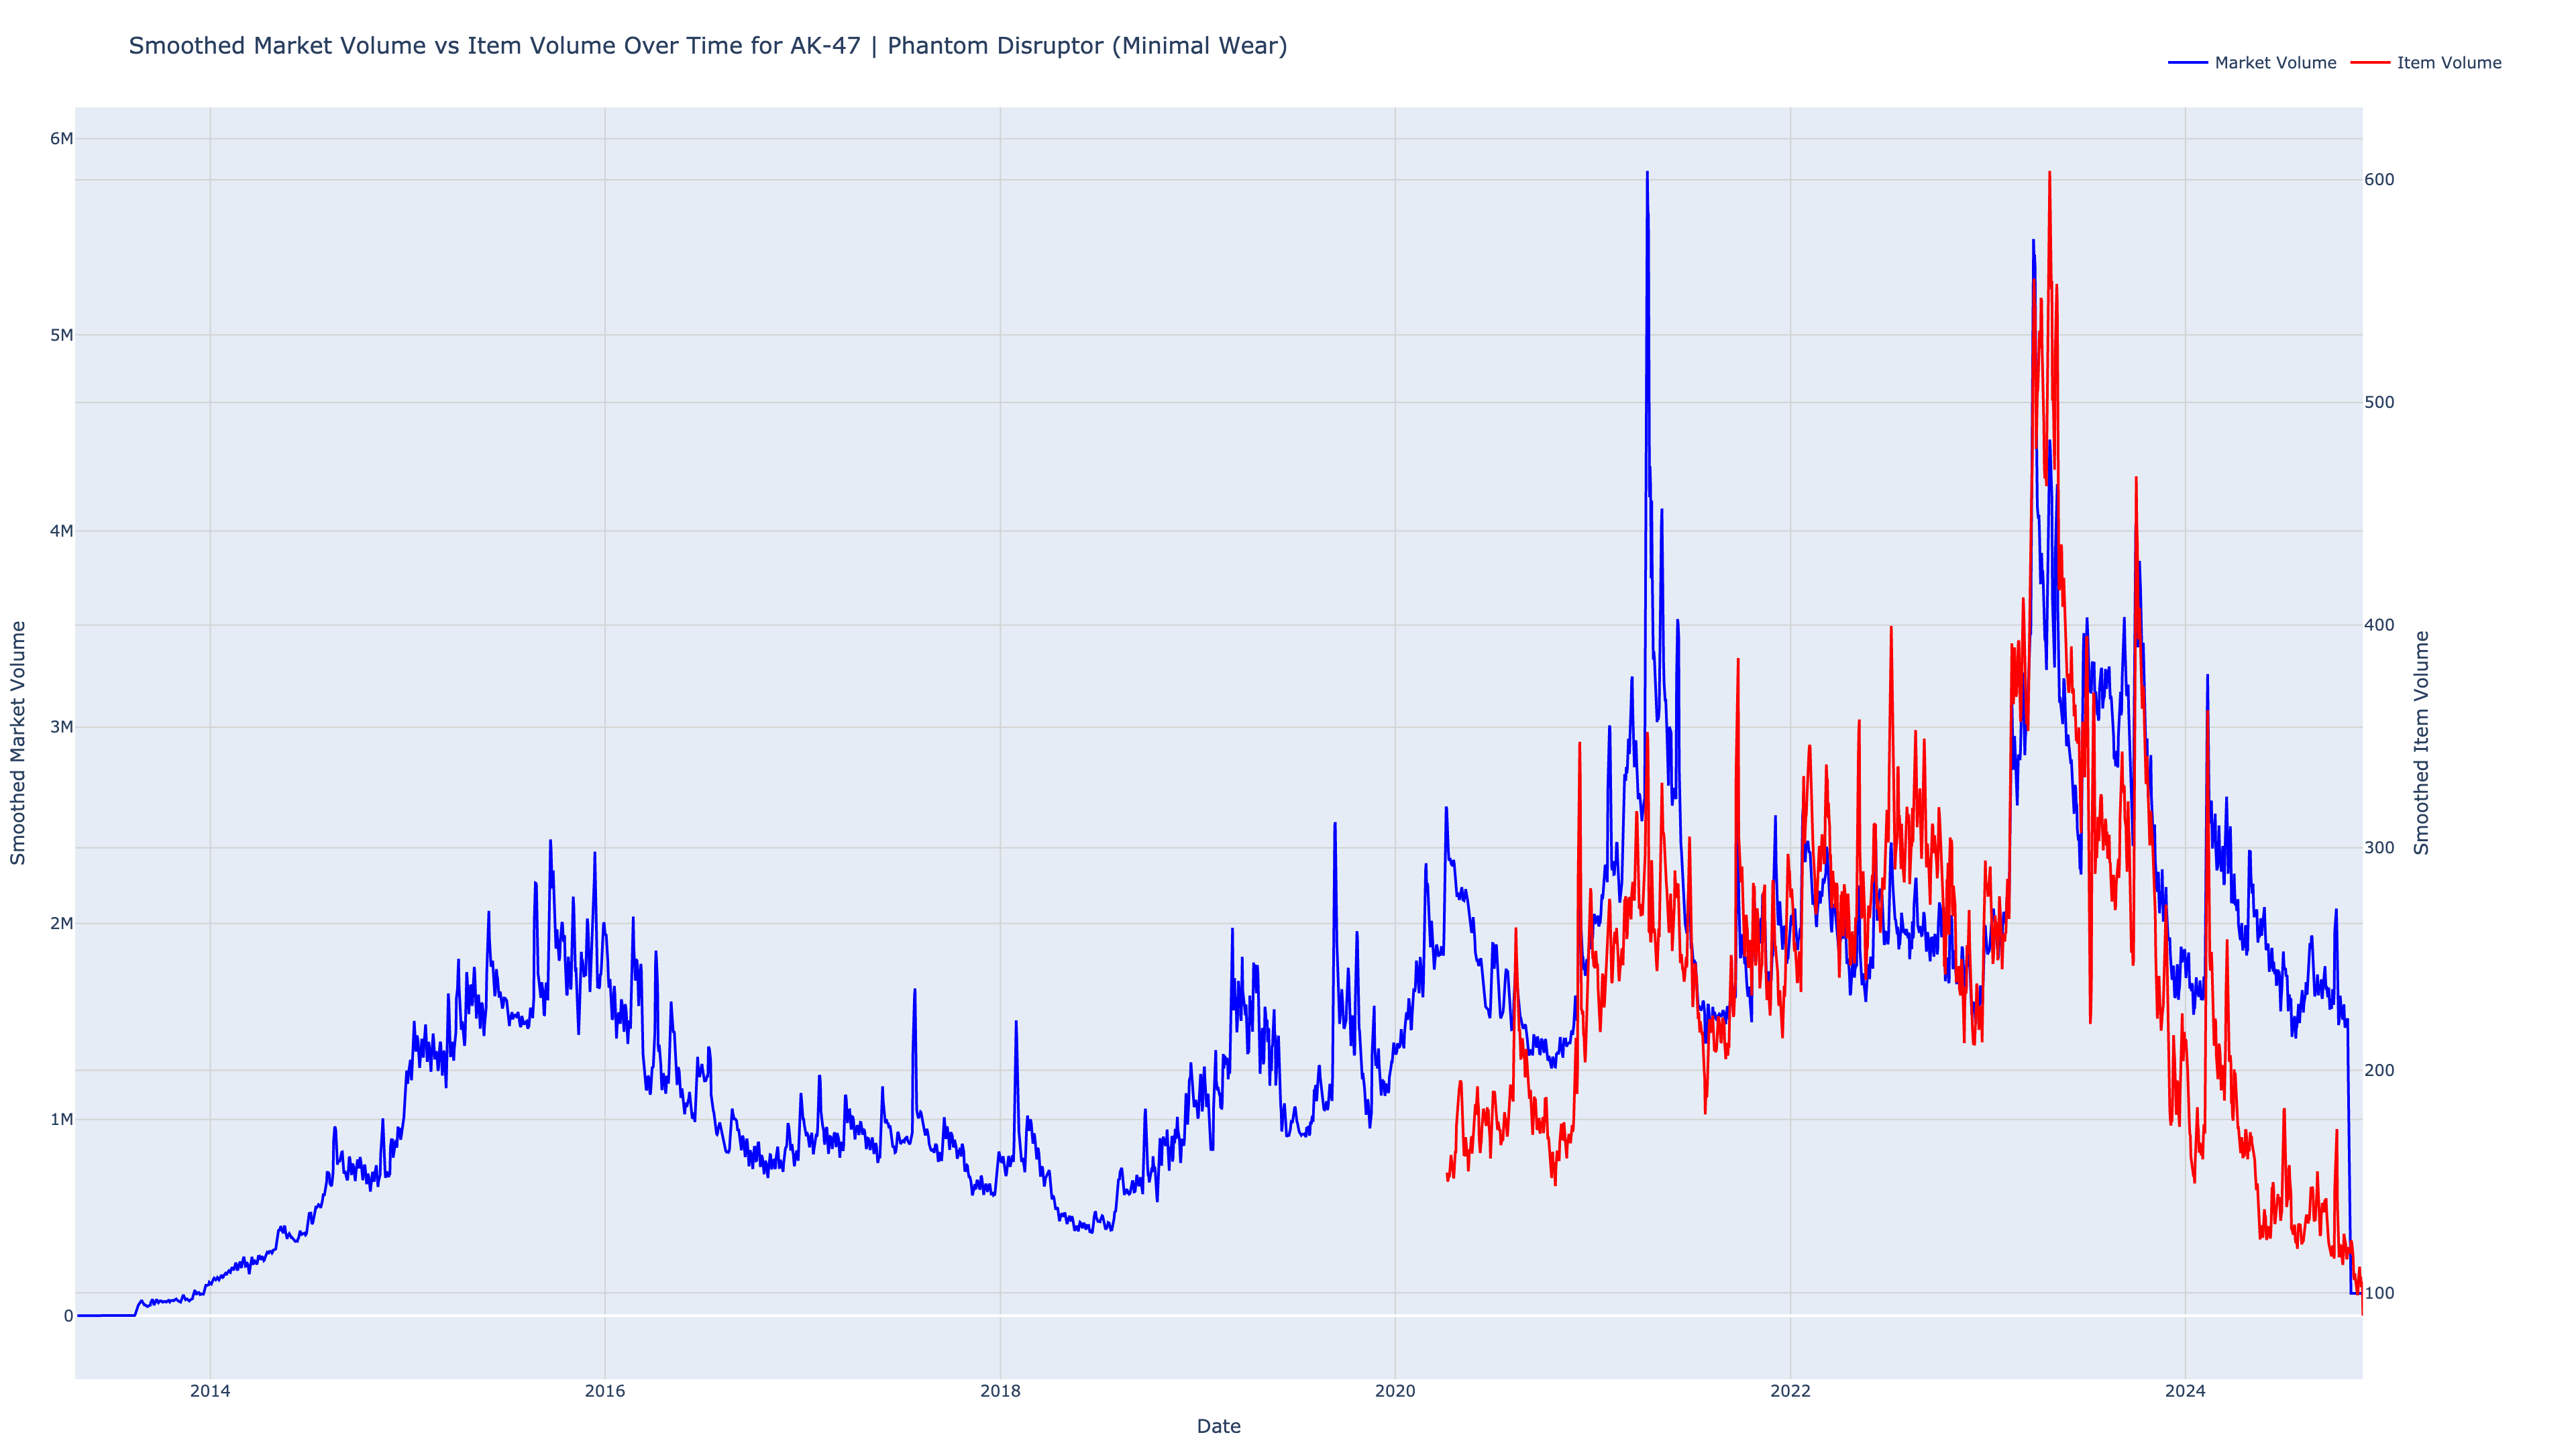 Smoothed Market Volume vs Item Volume Over Time for AK-47 | Phantom Disruptor (Minimal Wear)
Market Volume
Item Volume
6M
5M
4M
3M
2M
1M
0
Smoothed Market Volume
600
500
400
300
200
100
Smoothed Item Volume
2014
2016
2018
2020
2022
2024
Date